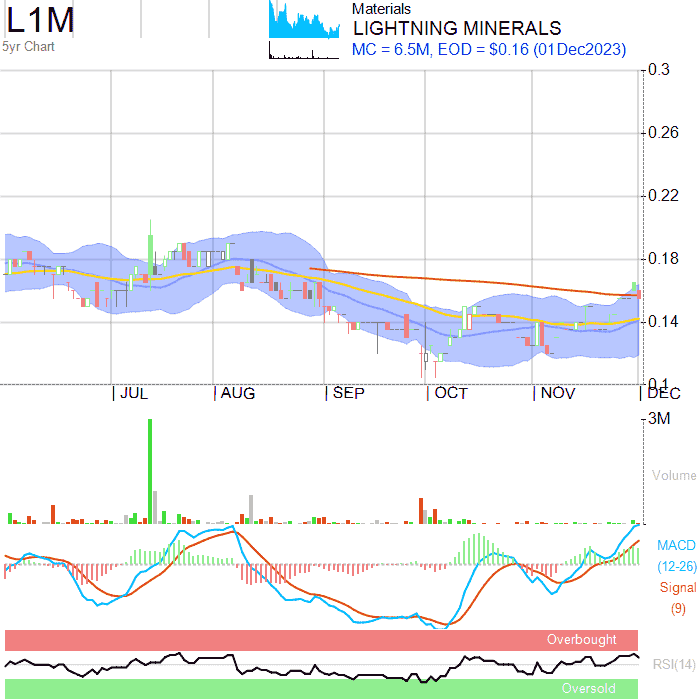 L1M
5yr Chart
Materials
LIGHTNING MINERALS
MC = 6.5M, EOD = $0.16 (01Dec2023)
0.3
0.26
0.22
0.18
0.14
0.1
JUL AUG SEP OCT NOV DEC
3M
Volume
MACD
(12-26)
Signal
(9)
Overbought
RSI(14)
Oversold